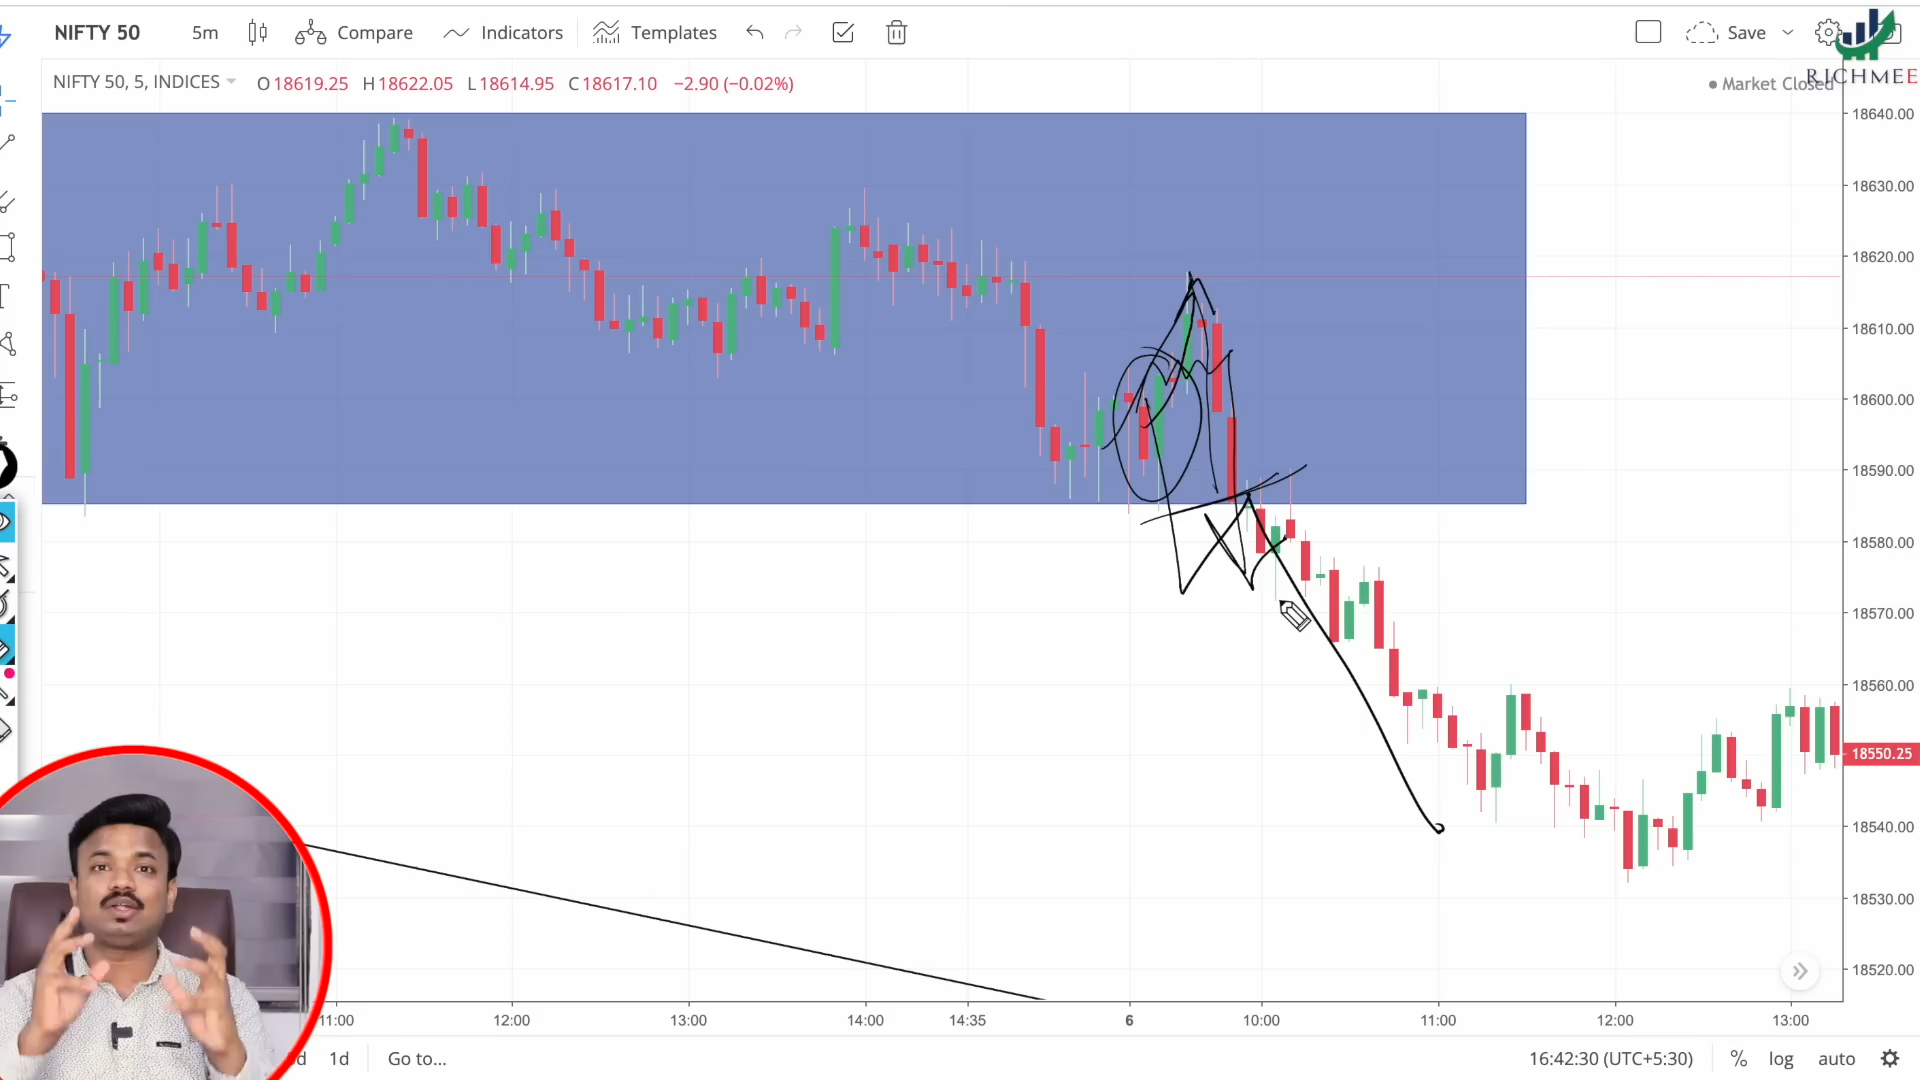 NIFTY 50 5m Compare Indicators Templates Save
RICHMEE
NIFTY 50, 5, INDICES O18619.25 H18622.05 L18614.95 C18617.10 −2.90 (−0.02%) Market Closed
18640.00
18630.00
18620.00
18610.00
18600.00
18590.00
18580.00
18570.00
18560.00
18550.25
18540.00
18530.00
18520.00
11:00 12:00 13:00 14:00 14:35 6 10:00 11:00 12:00 13:00
1d Go to... 16:42:30 (UTC+5:30) % log auto